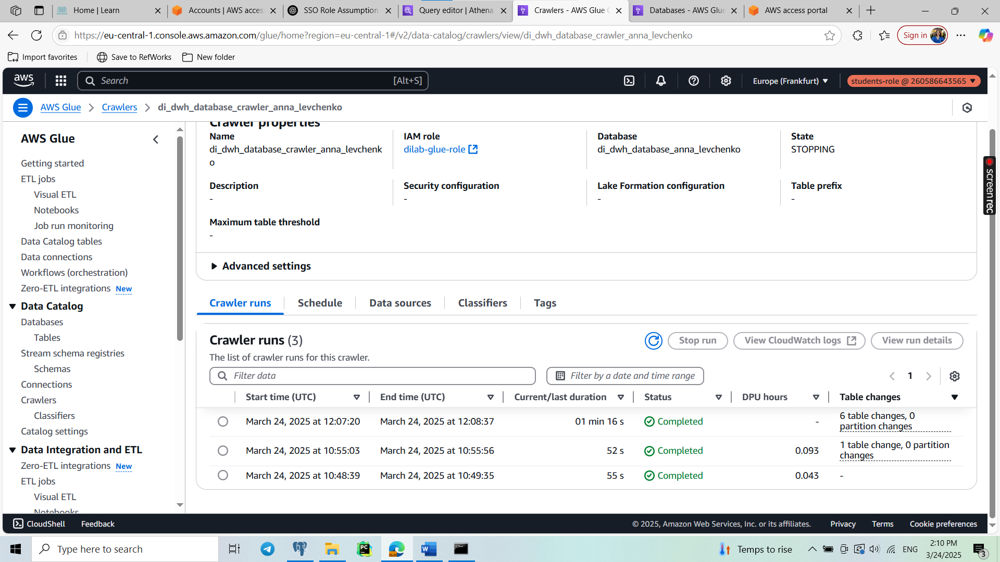 Home | Learn
Accounts | AWS acces
SSO Role Assumption
Query editor | Athena
Crawlers - AWS Glue C
Databases - AWS Glue
AWS access portal
https://eu-central-1.console.aws.amazon.com/glue/home?region=eu-central-1#/v2/data-catalog/crawlers/view/di_dwh_database_crawler_anna_levchenko
Sign in
Import favorites
Save to RefWorks
New folder
aws
Search
[Alt+S]
Europe (Frankfurt)
students-role @ 260586643565
AWS Glue
Crawlers
di_dwh_database_crawler_anna_levchenko
AWS Glue
Getting started
ETL jobs
Visual ETL
Notebooks
Job run monitoring
Data Catalog tables
Data connections
Workflows (orchestration)
Zero-ETL integrations New
Data Catalog
Databases
Tables
Stream schema registries
Schemas
Connections
Crawlers
Classifiers
Catalog settings
Data Integration and ETL
Zero-ETL integrations New
ETL jobs
Visual ETL
Notebooks
Crawler properties
Name
di_dwh_database_crawler_anna_levchenk
o
IAM role
dilab-glue-role
Database
di_dwh_database_anna_levchenko
State
STOPPING
Description
-
Security configuration
-
Lake Formation configuration
-
Table prefix
-
Maximum table threshold
-
Advanced settings
Crawler runs
Schedule
Data sources
Classifiers
Tags
Crawler runs (3)
Stop run
View CloudWatch logs
View run details
The list of crawler runs for this crawler.
Filter data
Filter by a date and time range
1
Start time (UTC)
End time (UTC)
Current/last duration
Status
DPU hours
Table changes
March 24, 2025 at 12:07:20
March 24, 2025 at 12:08:37
01 min 16 s
Completed
-
6 table changes, 0
partition changes
March 24, 2025 at 10:55:03
March 24, 2025 at 10:55:56
52 s
Completed
0.093
1 table change, 0 partition
changes
March 24, 2025 at 10:48:39
March 24, 2025 at 10:49:35
55 s
Completed
0.043
-
screenrec
CloudShell
Feedback
© 2025, Amazon Web Services, Inc. or its affiliates.
Privacy
Terms
Cookie preferences
Type here to search
PC
W
Temps to rise
ENG
2:10 PM
3/24/2025
3